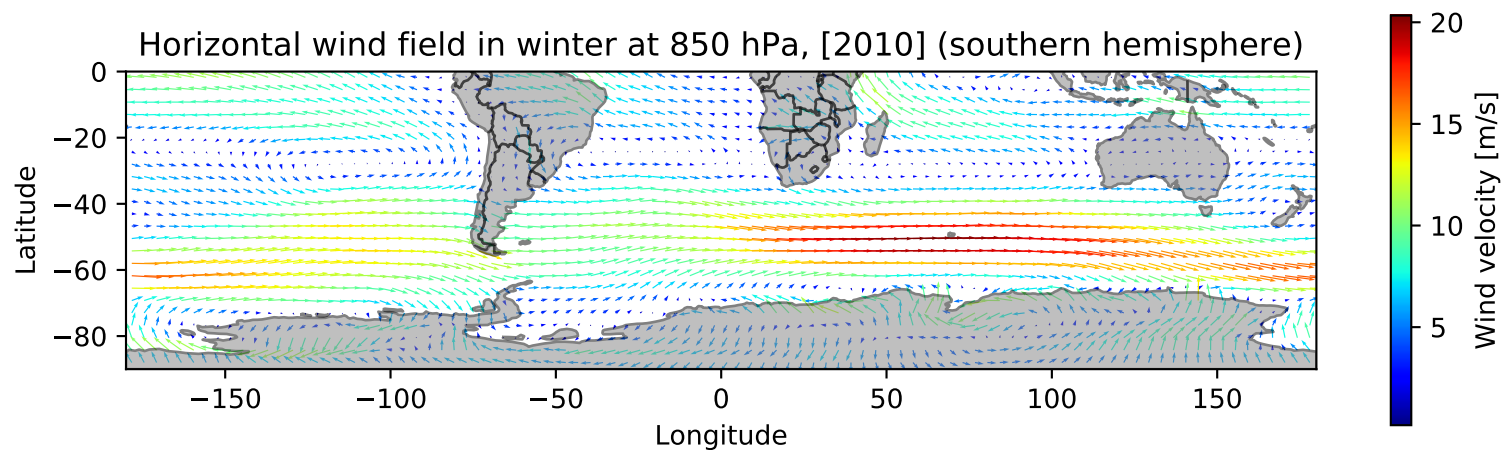 Horizontal wind field in winter at 850 hPa, [2010] (southern hemisphere)
0
−20
−40
−60
−80
Latitude
−150 −100 −50 0 50 100 150
Longitude
20
15
10
5
Wind velocity [m/s]